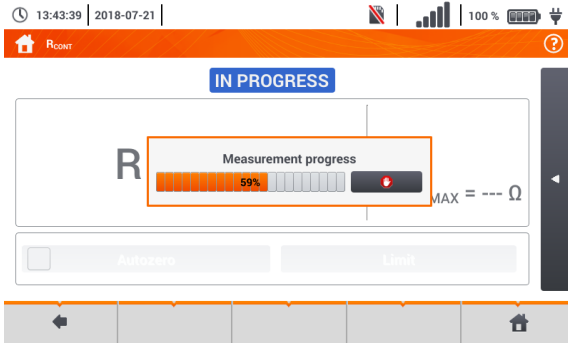 13:43:39 2018-07-21 100 %
RCONT ?
IN PROGRESS
Measurement progress
59%
R
MAX = --- Ω
Autozero Limit